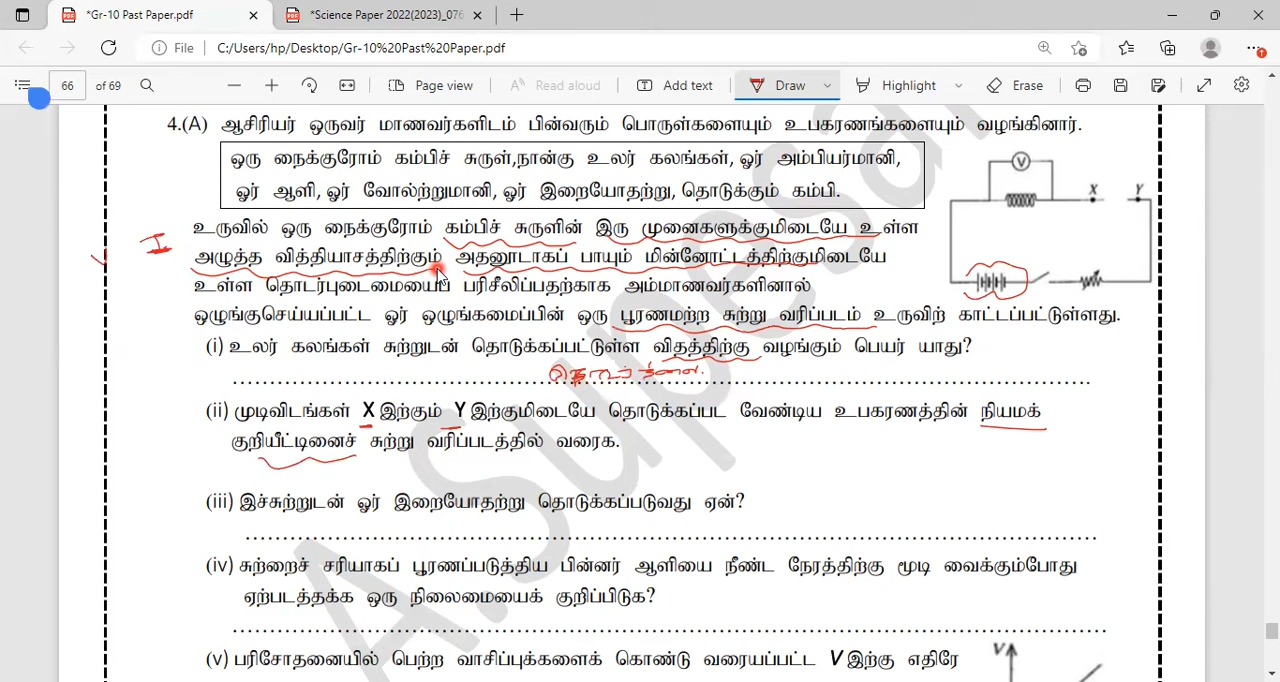 *Gr-10 Past Paper.pdf
*Science Paper 2022(2023)_076
File C:/Users/hp/Desktop/Gr-10%20Past%20Paper.pdf
66 of 69 Page view Read aloud Add text Draw Highlight Erase
4.(A) ஆசிரியர் ஒருவர் மாணவர்களிடம் பின்வரும் பொருள்களையும் உபகரணங்களையும் வழங்கினார்.
ஒரு நைக்குரோம் கம்பிச் சுருள்,நான்கு உலர் கலங்கள், ஓர் அம்பியர்மானி,
ஓர் ஆளி, ஓர் வோல்ற்றுமானி, ஓர் இறையோதற்று, தொடுக்கும் கம்பி.
V X Y
I
உருவில் ஒரு நைக்குரோம் கம்பிச் சுருளின் இரு முனைகளுக்குமிடையே உள்ள
V
அழுத்த வித்தியாசத்திற்கும் அதனூடாகப் பாயும் மின்னோட்டத்திற்குமிடையே
உள்ள தொடர்புடைமையைப் பரிசீலிப்பதற்காக அம்மாணவர்களினால்
ஒழுங்குசெய்யப்பட்ட ஓர் ஒழுங்கமைப்பின் ஒரு பூரணமற்ற சுற்று வரிப்படம் உருவிற் காட்டப்பட்டுள்ளது.
(i) உலர் கலங்கள் சுற்றுடன் தொடுக்கப்பட்டுள்ள விதத்திற்கு வழங்கும் பெயர் யாது?
(ii) முடிவிடங்கள் X இற்கும் Y இற்குமிடையே தொடுக்கப்பட வேண்டிய உபகரணத்தின் நியமக்
குறியீட்டினைச் சுற்று வரிப்படத்தில் வரைக.
(iii) இச்சுற்றுடன் ஓர் இறையோதற்று தொடுக்கப்படுவது ஏன்?
(iv) சுற்றைச் சரியாகப் பூரணப்படுத்திய பின்னர் ஆளியை நீண்ட நேரத்திற்கு மூடி வைக்கும்போது
ஏற்படத்தக்க ஒரு நிலைமையைக் குறிப்பிடுக?
(v) பரிசோதனையில் பெற்ற வாசிப்புக்களைக் கொண்டு வரையப்பட்ட V இற்கு எதிரே
V
A.Supesa